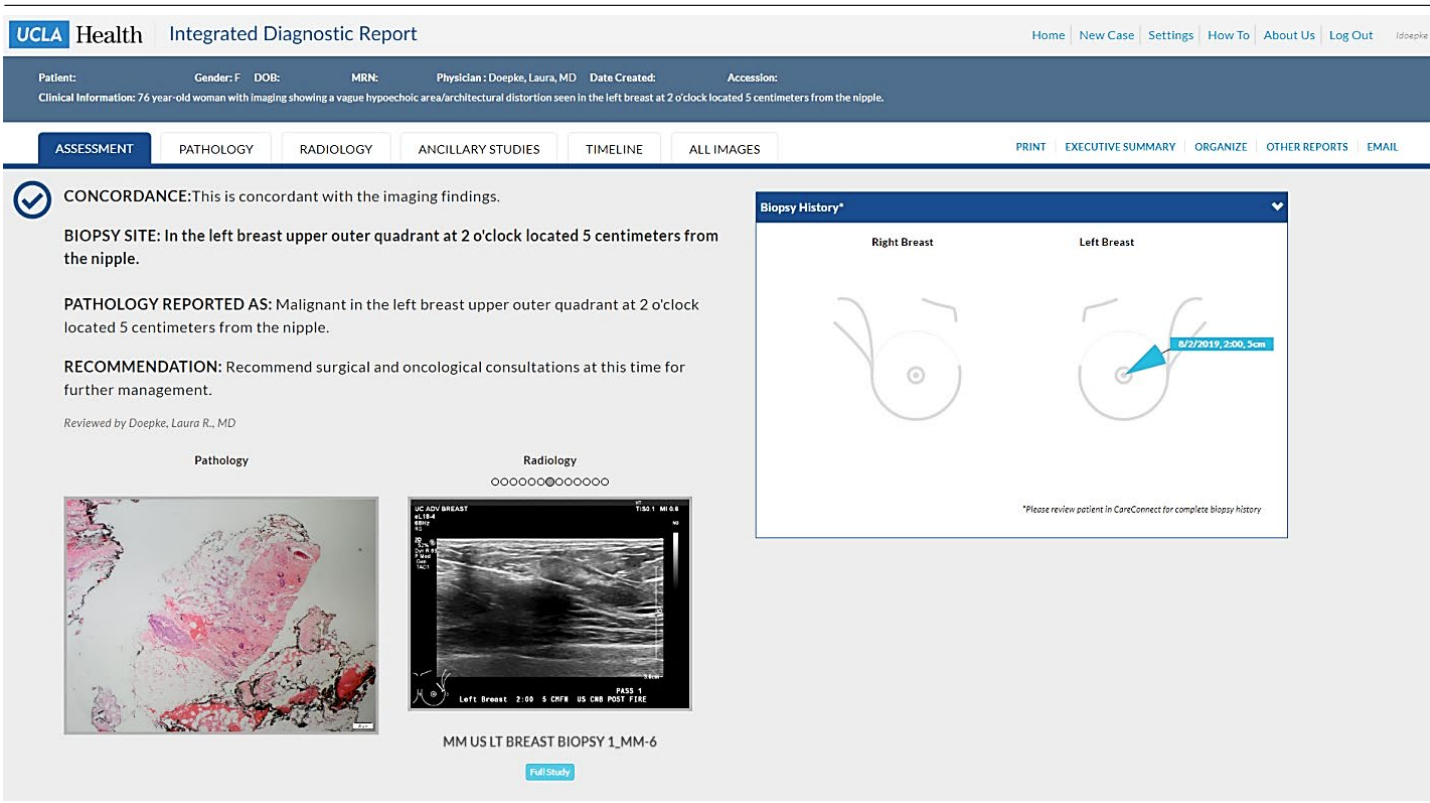 UCLA Health Integrated Diagnostic Report
Home New Case Settings How To About Us Log Out ldoepke
Patient: Gender: F DOB: MRN: Physician : Doepke, Laura, MD Date Created: Accession:
Clinical Information: 76 year-old woman with imaging showing a vague hypoechoic area/architectural distortion seen in the left breast at 2 o'clock located 5 centimeters from the nipple.
ASSESSMENT PATHOLOGY RADIOLOGY ANCILLARY STUDIES TIMELINE ALL IMAGES
PRINT EXECUTIVE SUMMARY ORGANIZE OTHER REPORTS EMAIL
CONCORDANCE:This is concordant with the imaging findings.
BIOPSY SITE: In the left breast upper outer quadrant at 2 o'clock located 5 centimeters from
the nipple.
PATHOLOGY REPORTED AS: Malignant in the left breast upper outer quadrant at 2 o'clock
located 5 centimeters from the nipple.
RECOMMENDATION: Recommend surgical and oncological consultations at this time for
further management.
Reviewed by Doepke, Laura R., MD
Pathology
Radiology
UC ADV BREAST
TIS0.1 MI 0.6
eL18-4
PASS 1
Left Breast 2:00 5 CMFN US CNB POST FIRE
MM US LT BREAST BIOPSY 1_MM-6
Full Study
Biopsy History*
Right Breast
Left Breast
8/2/2019, 2:00, 5cm
*Please review patient in CareConnect for complete biopsy history